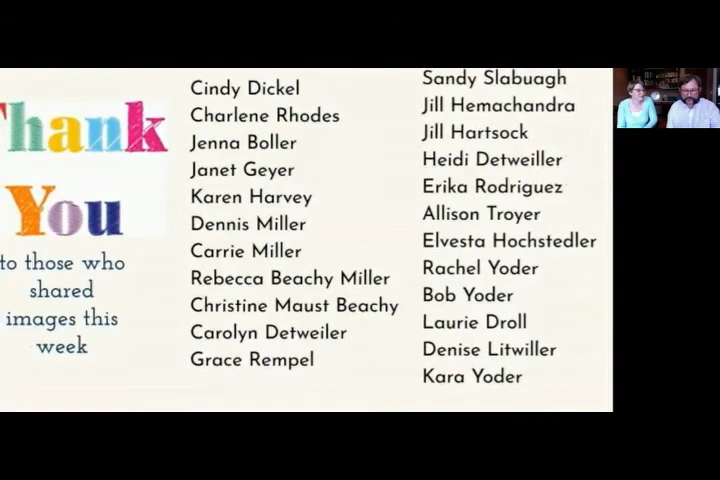 Thank
You
to those who
shared
images this
week
Cindy Dickel
Charlene Rhodes
Jenna Boller
Janet Geyer
Karen Harvey
Dennis Miller
Carrie Miller
Rebecca Beachy Miller
Christine Maust Beachy
Carolyn Detweiler
Grace Rempel
Sandy Slabuagh
Jill Hemachandra
Jill Hartsock
Heidi Detweiller
Erika Rodriguez
Allison Troyer
Elvesta Hochstedler
Rachel Yoder
Bob Yoder
Laurie Droll
Denise Litwiller
Kara Yoder